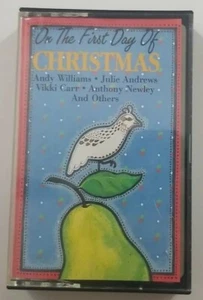 On The First Day Of
CHRISTMAS
Andy Williams • Julie Andrews
Vikki Carr • Anthony Newley
And Others